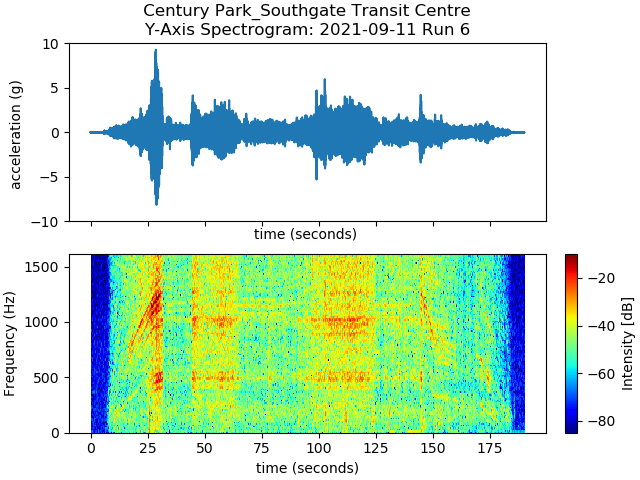 Century Park_Southgate Transit Centre
Y-Axis Spectrogram: 2021-09-11 Run 6
10
5
0
−5
−10
acceleration (g)
time (seconds)
1500
1000
500
0
Frequency (Hz)
0 25 50 75 100 125 150 175
time (seconds)
−20
−40
−60
−80
Intensity [dB]